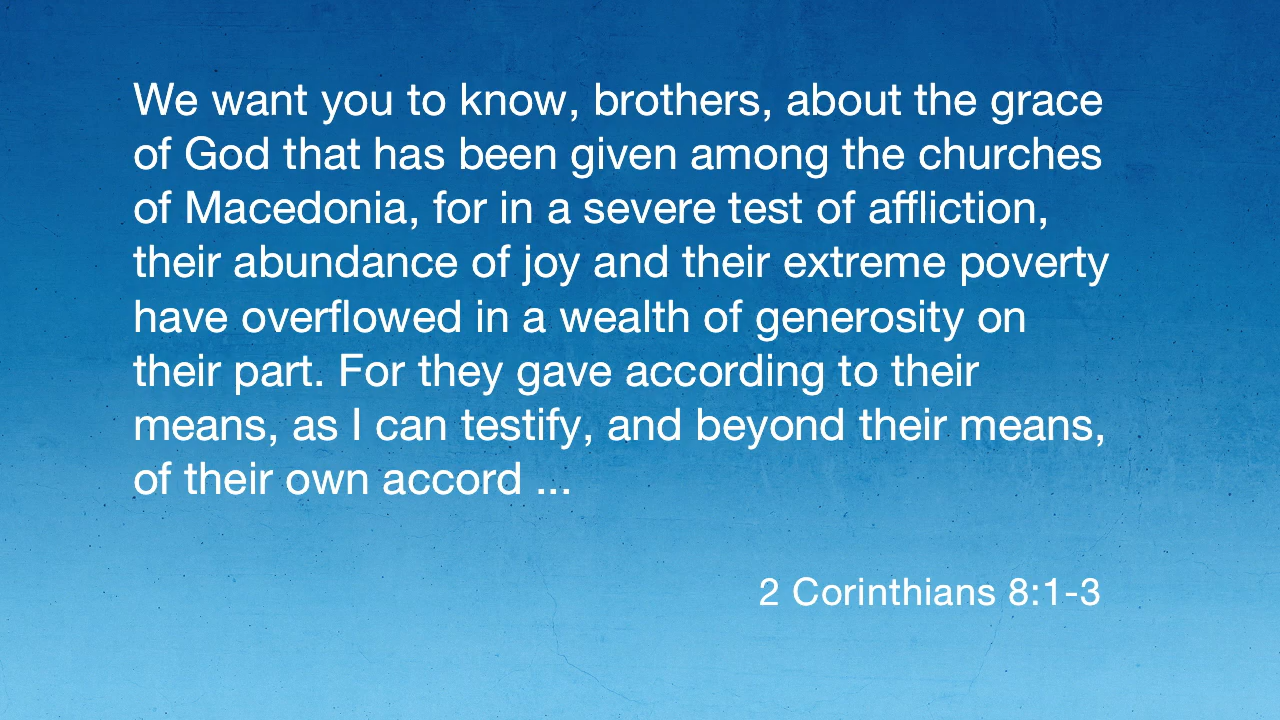 We want you to know, brothers, about the grace
of God that has been given among the churches
of Macedonia, for in a severe test of affliction,
their abundance of joy and their extreme poverty
have overflowed in a wealth of generosity on
their part. For they gave according to their
means, as I can testify, and beyond their means,
of their own accord ...
2 Corinthians 8:1-3